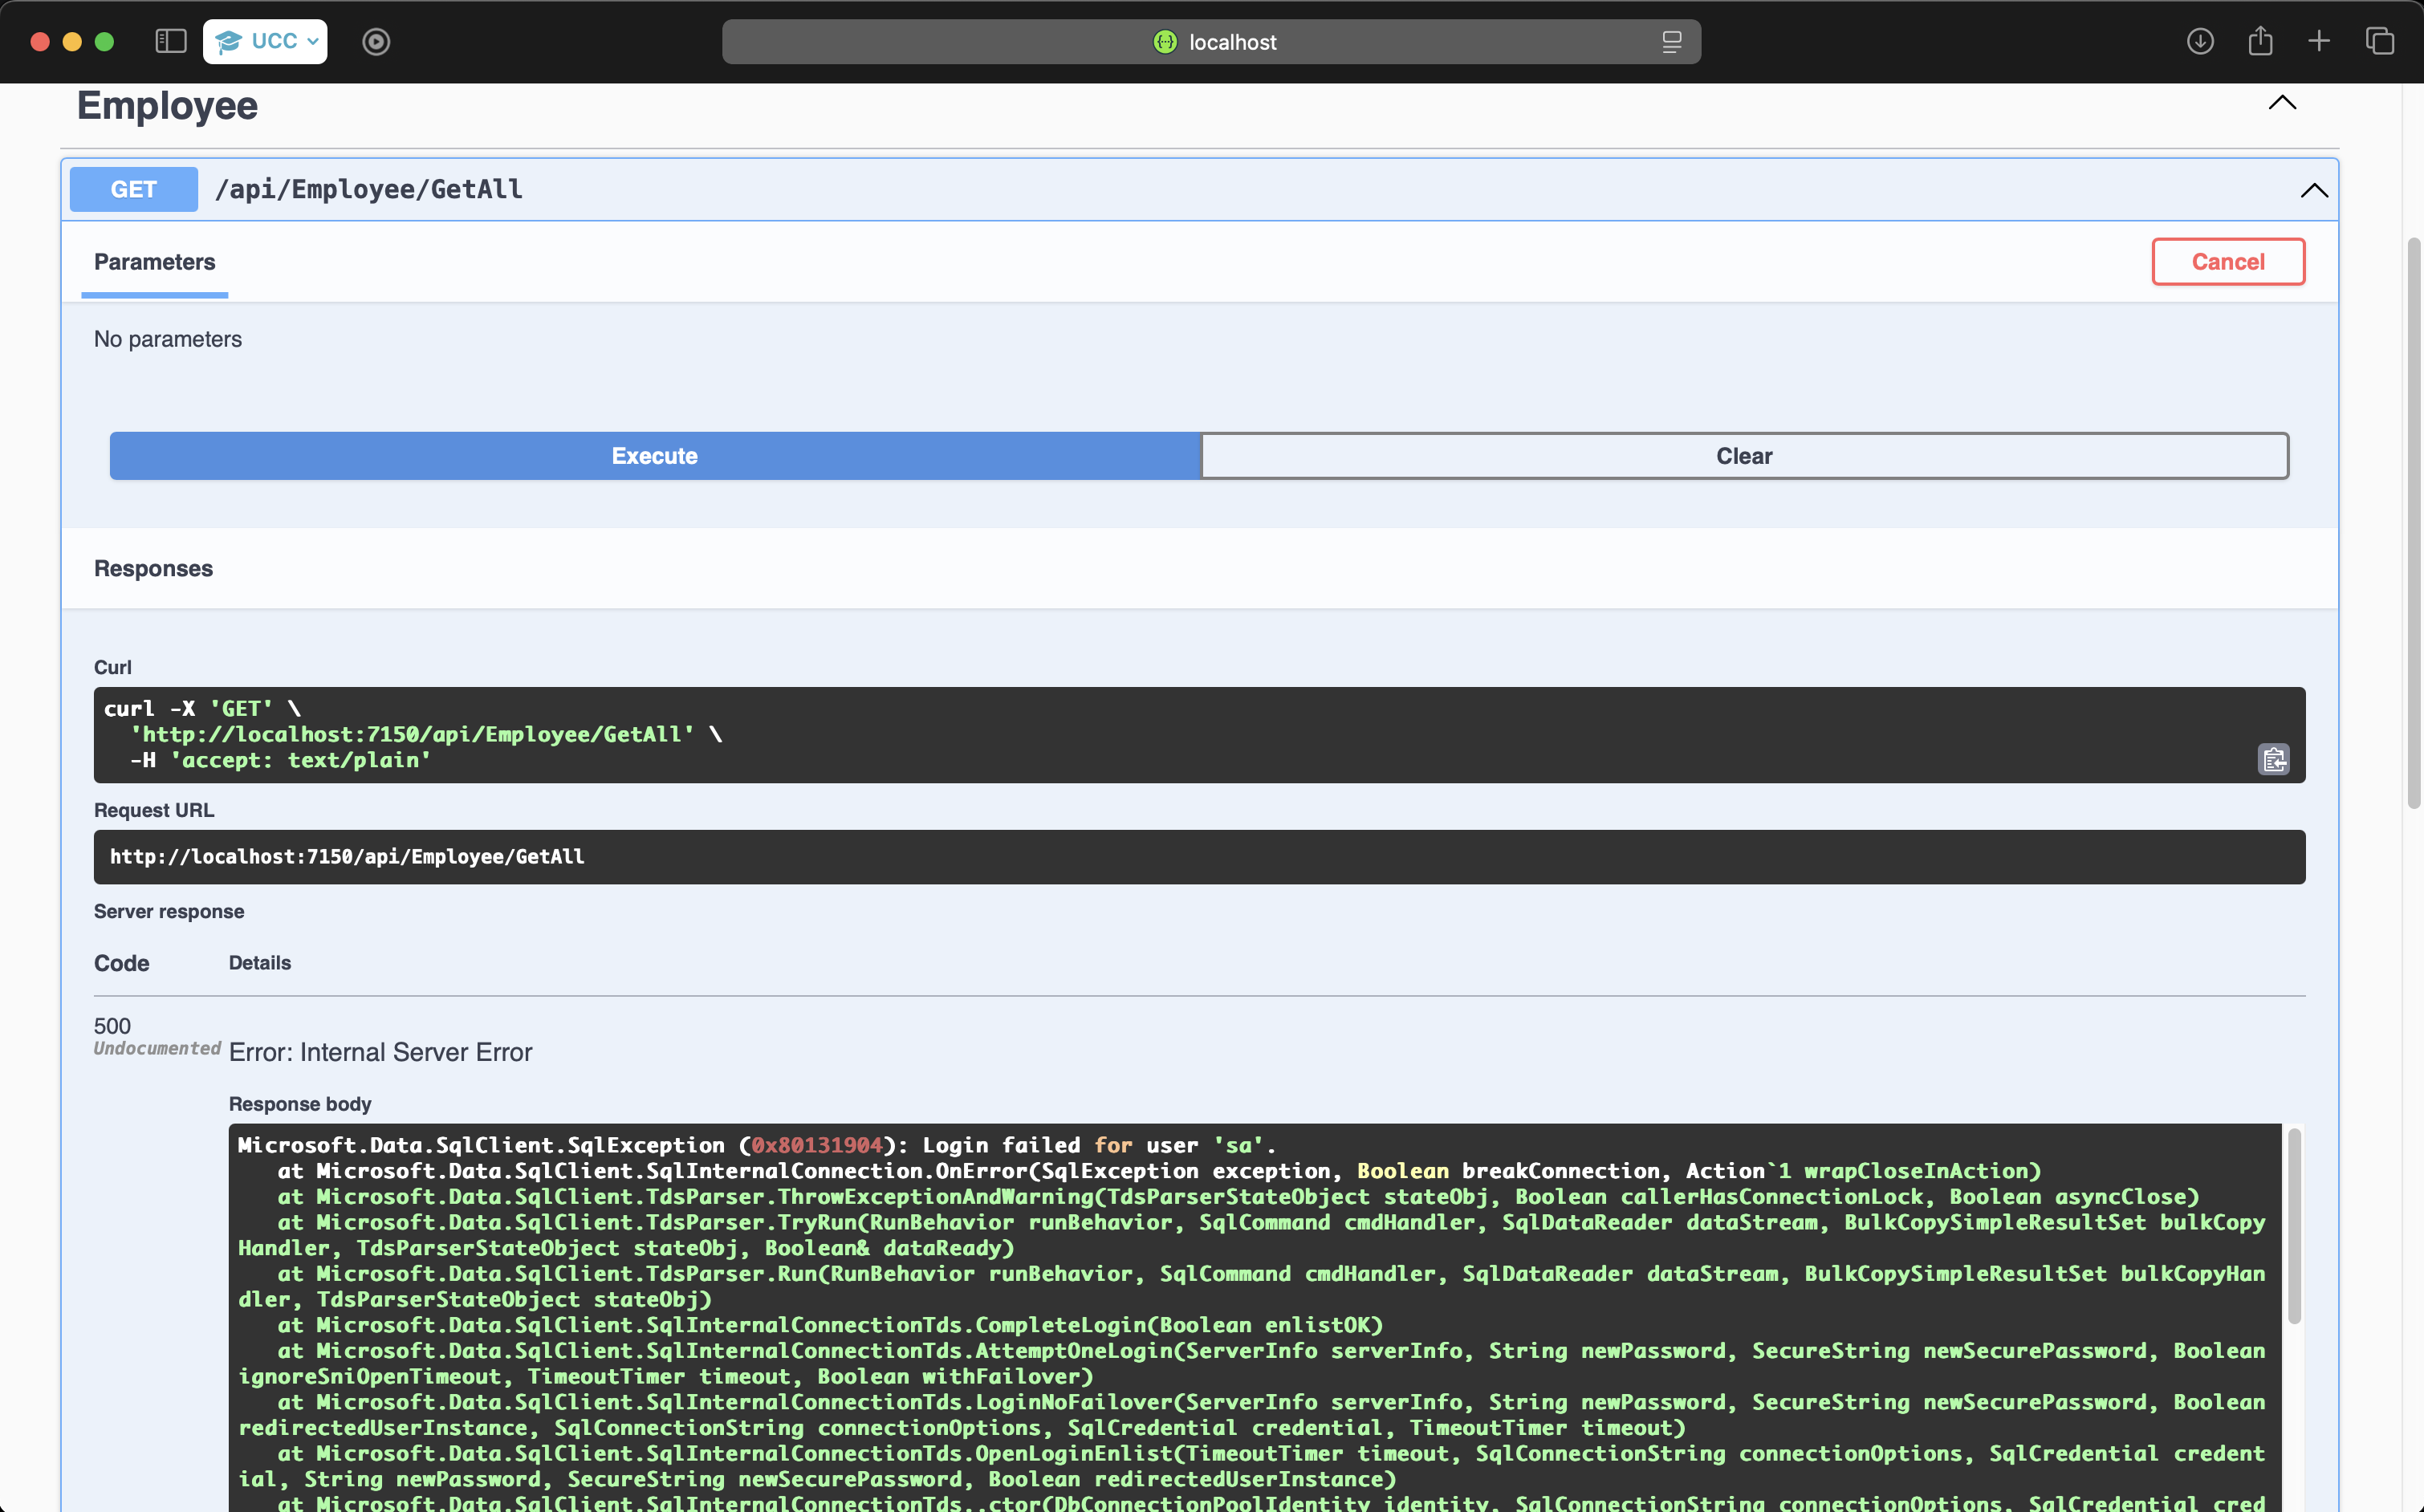 UCC
localhost
Employee
GET /api/Employee/GetAll
Parameters
Cancel
No parameters
Execute
Clear
Responses
Curl
curl -X 'GET' \
'http://localhost:7150/api/Employee/GetAll' \
-H 'accept: text/plain'
Request URL
http://localhost:7150/api/Employee/GetAll
Server response
Code Details
500
Undocumented
Error: Internal Server Error
Response body
Microsoft.Data.SqlClient.SqlException (0x80131904): Login failed for user 'sa'.
at Microsoft.Data.SqlClient.SqlInternalConnection.OnError(SqlException exception, Boolean breakConnection, Action`1 wrapCloseInAction)
at Microsoft.Data.SqlClient.TdsParser.ThrowExceptionAndWarning(TdsParserStateObject stateObj, Boolean callerHasConnectionLock, Boolean asyncClose)
at Microsoft.Data.SqlClient.TdsParser.TryRun(RunBehavior runBehavior, SqlCommand cmdHandler, SqlDataReader dataStream, BulkCopySimpleResultSet bulkCopy
Handler, TdsParserStateObject stateObj, Boolean& dataReady)
at Microsoft.Data.SqlClient.TdsParser.Run(RunBehavior runBehavior, SqlCommand cmdHandler, SqlDataReader dataStream, BulkCopySimpleResultSet bulkCopyHan
dler, TdsParserStateObject stateObj)
at Microsoft.Data.SqlClient.SqlInternalConnectionTds.CompleteLogin(Boolean enlistOK)
at Microsoft.Data.SqlClient.SqlInternalConnectionTds.AttemptOneLogin(ServerInfo serverInfo, String newPassword, SecureString newSecurePassword, Boolean
ignoreSniOpenTimeout, TimeoutTimer timeout, Boolean withFailover)
at Microsoft.Data.SqlClient.SqlInternalConnectionTds.LoginNoFailover(ServerInfo serverInfo, String newPassword, SecureString newSecurePassword, Boolean
redirectedUserInstance, SqlConnectionString connectionOptions, SqlCredential credential, TimeoutTimer timeout)
at Microsoft.Data.SqlClient.SqlInternalConnectionTds.OpenLoginEnlist(TimeoutTimer timeout, SqlConnectionString connectionOptions, SqlCredential credent
ial, String newPassword, SecureString newSecurePassword, Boolean redirectedUserInstance)
at Microsoft.Data.SqlClient.SqlInternalConnectionTds..ctor(DbConnectionPoolIdentity identity, SqlConnectionString connectionOptions, SqlCredential cred